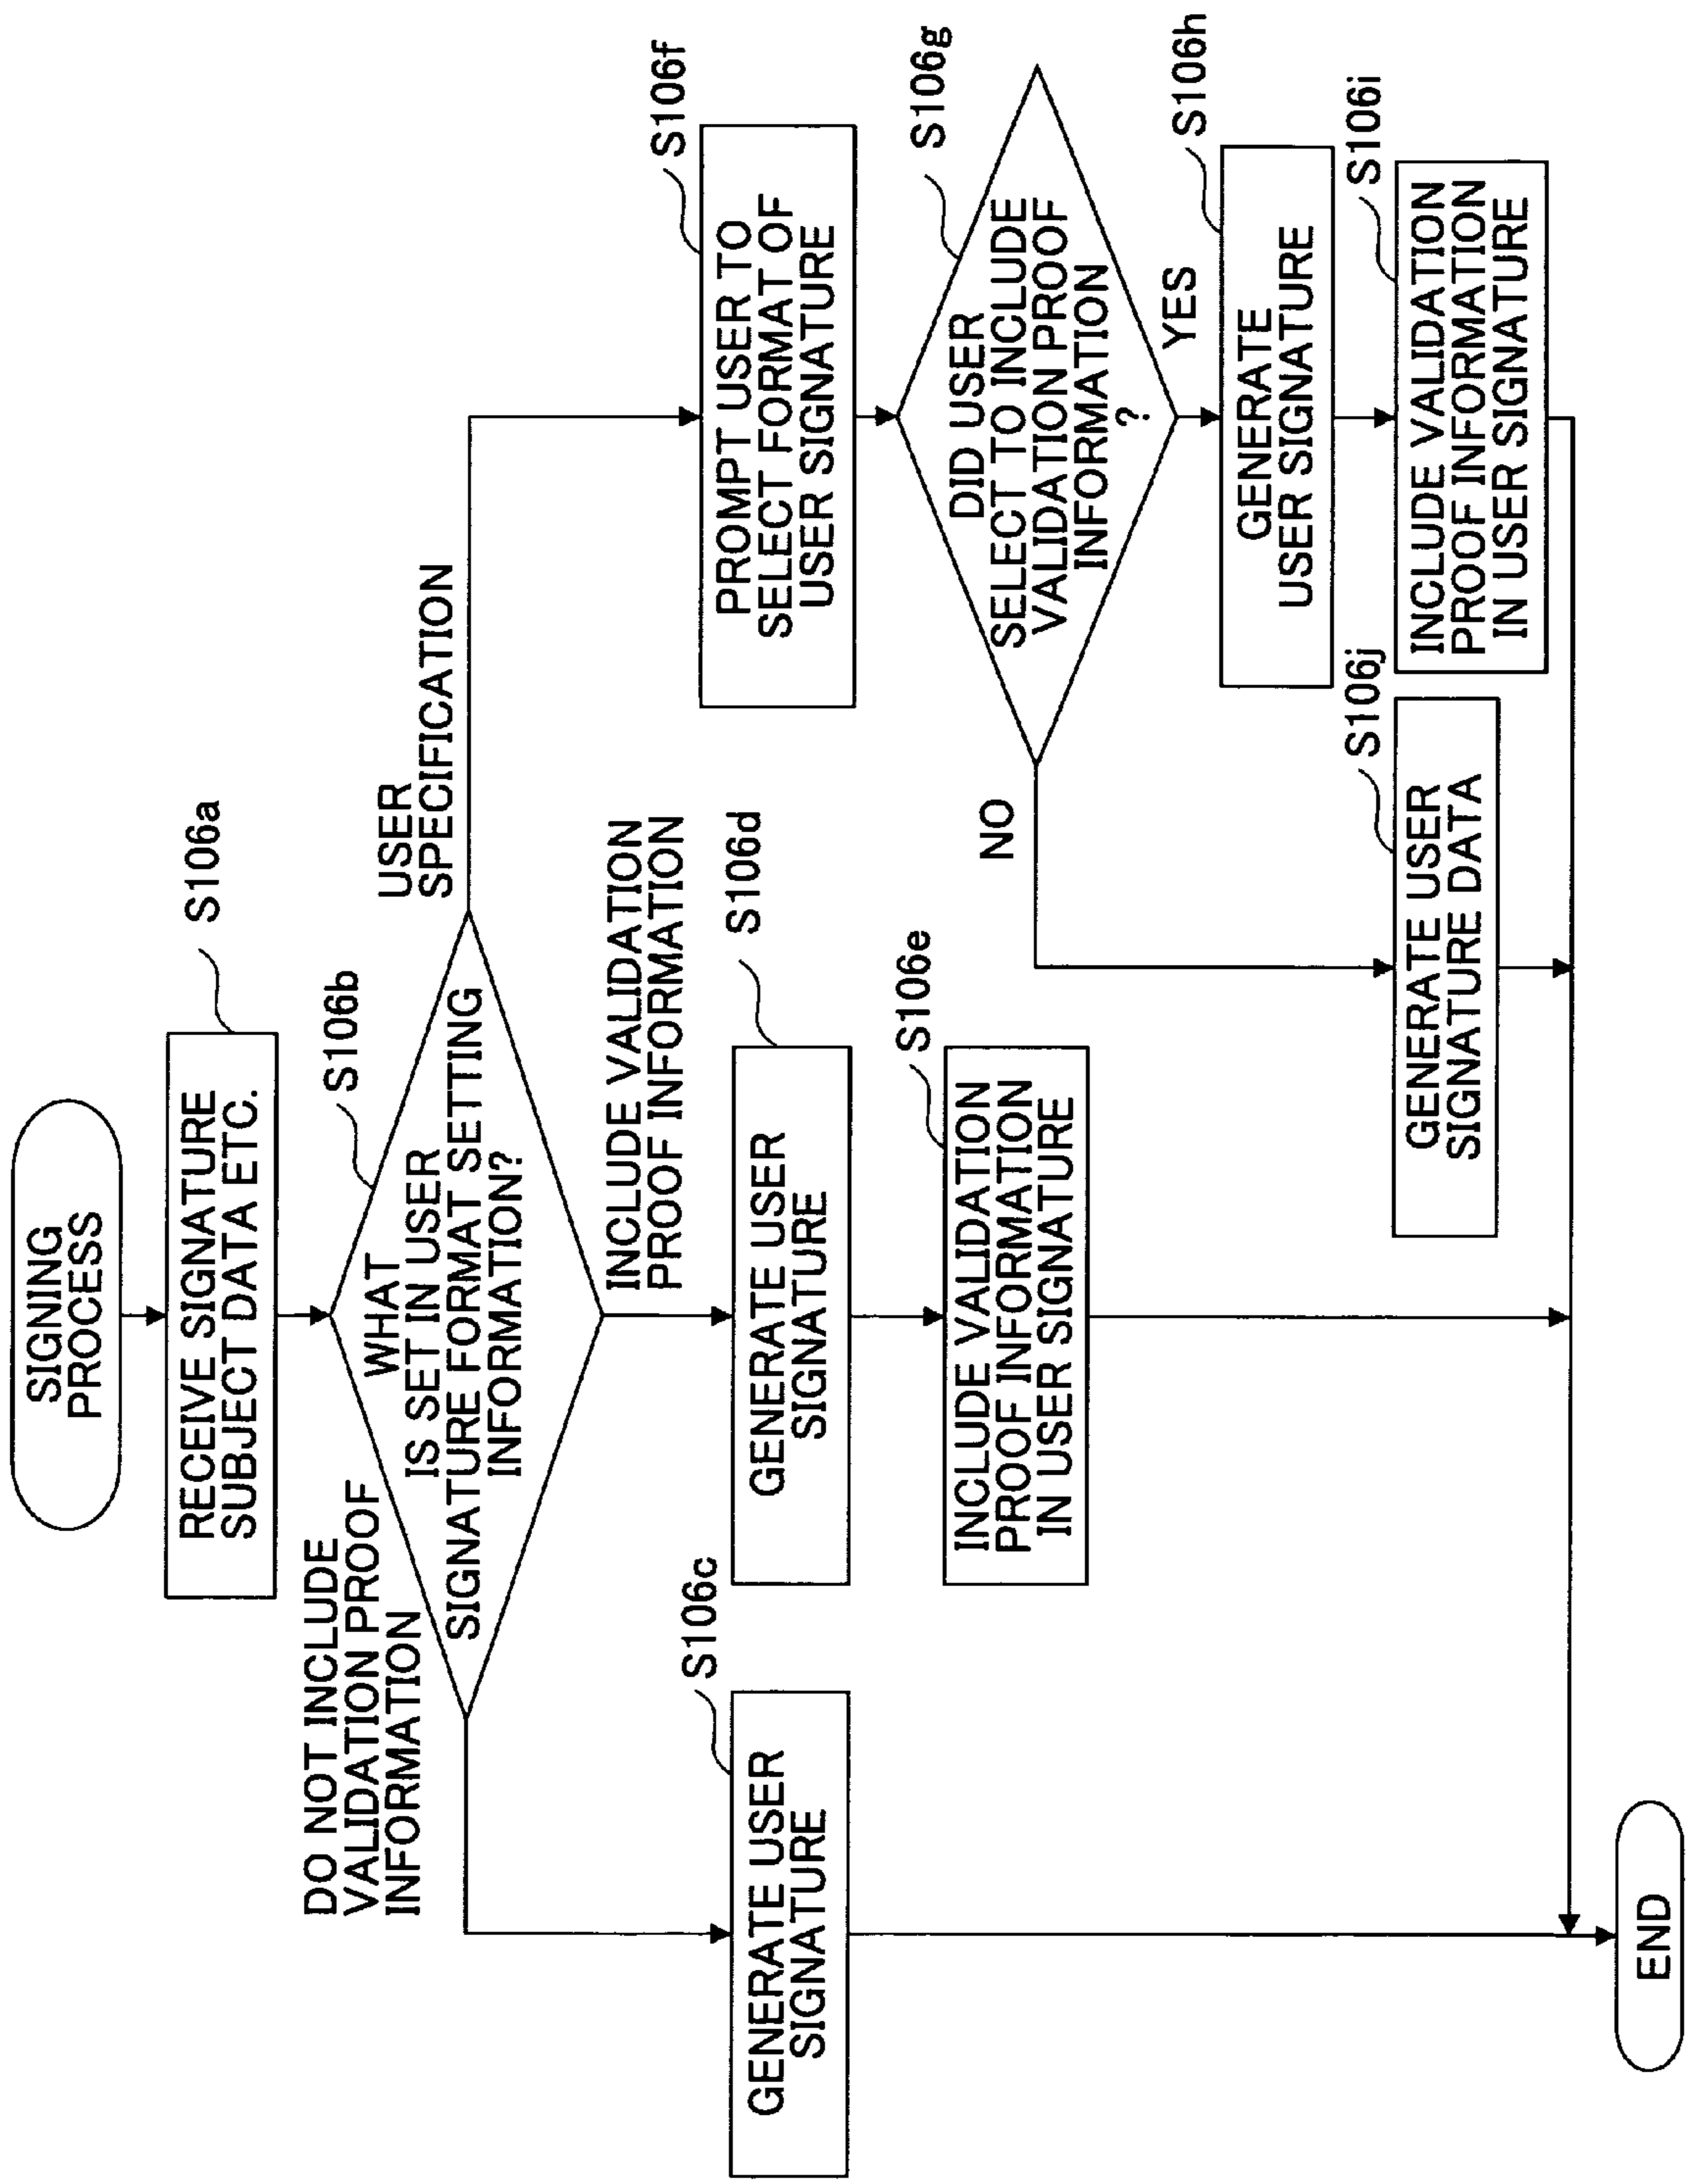 SIGNING
PROCESS
S106a
RECEIVE SIGNATURE
SUBJECT DATA ETC.
S106b
WHAT
IS SET IN USER
SIGNATURE FORMAT SETTING
INFORMATION?
DO NOT INCLUDE
VALIDATION PROOF
INFORMATION
USER
SPECIFICATION
INCLUDE VALIDATION
PROOF INFORMATION
S106c
GENERATE USER
SIGNATURE
S106d
GENERATE USER
SIGNATURE
S106e
INCLUDE VALIDATION
PROOF INFORMATION
IN USER SIGNATURE
S106f
PROMPT USER TO
SELECT FORMAT OF
USER SIGNATURE
S106g
DID USER
SELECT TO INCLUDE
VALIDATION PROOF
INFORMATION
?
NO
YES
S106h
GENERATE
USER SIGNATURE
S106i
INCLUDE VALIDATION
PROOF INFORMATION
IN USER SIGNATURE
S106j
GENERATE USER
SIGNATURE DATA
END